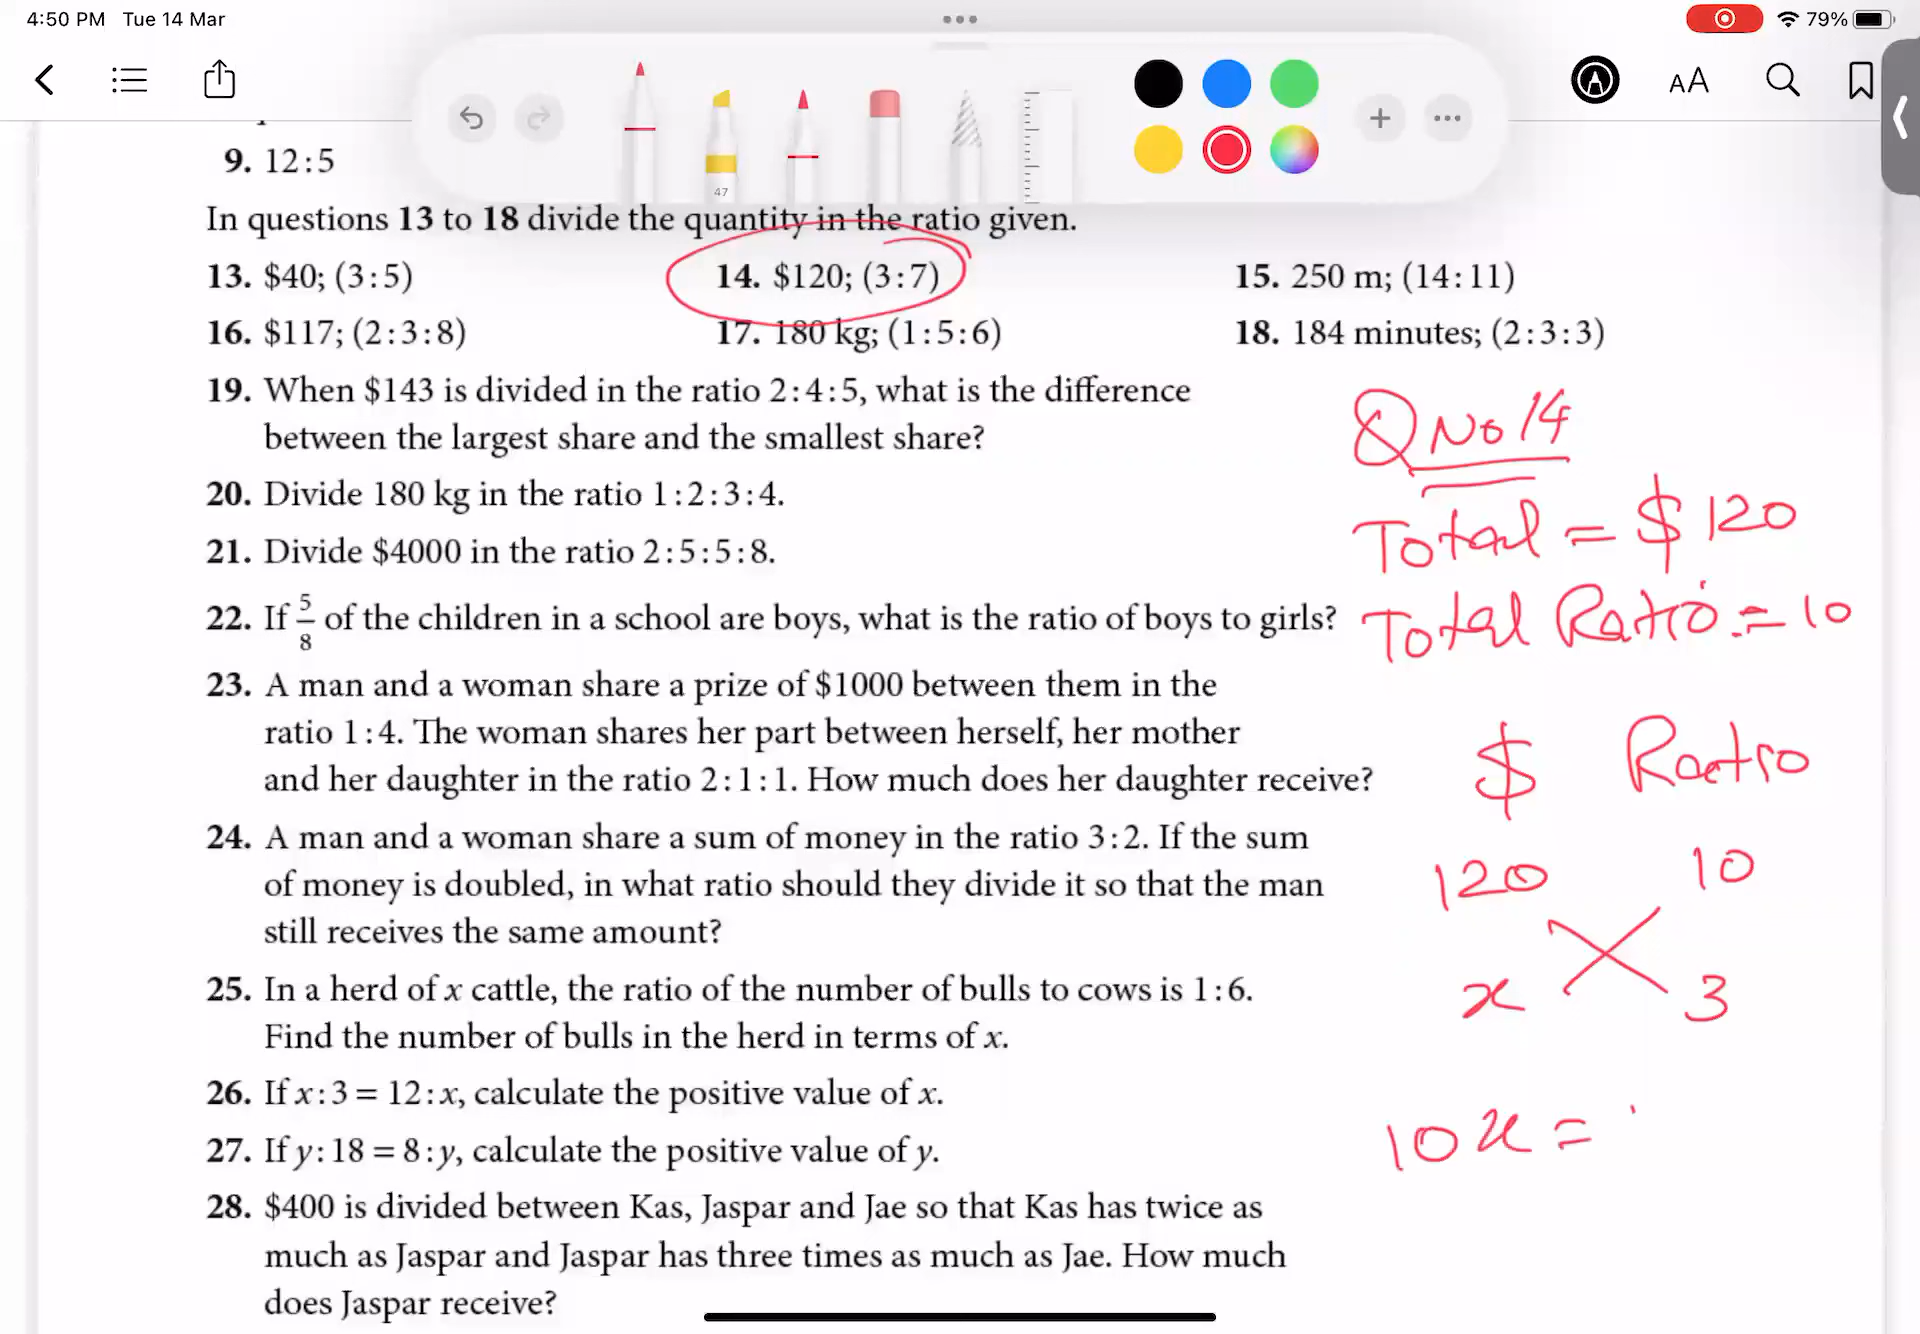 4:50 PM Tue 14 Mar
79%
AA
47
9. 12:5
In questions 13 to 18 divide the quantity in the ratio given.
13. $40; (3:5) 14. $120; (3:7) 15. 250 m; (14:11)
16. $117; (2:3:8) 17. 180 kg; (1:5:6) 18. 184 minutes; (2:3:3)
19. When $143 is divided in the ratio 2:4:5, what is the difference
between the largest share and the smallest share?
20. Divide 180 kg in the ratio 1:2:3:4.
21. Divide $4000 in the ratio 2:5:5:8.
22. If 5/8 of the children in a school are boys, what is the ratio of boys to girls?
23. A man and a woman share a prize of $1000 between them in the
ratio 1:4. The woman shares her part between herself, her mother
and her daughter in the ratio 2:1:1. How much does her daughter receive?
24. A man and a woman share a sum of money in the ratio 3:2. If the sum
of money is doubled, in what ratio should they divide it so that the man
still receives the same amount?
25. In a herd of x cattle, the ratio of the number of bulls to cows is 1:6.
Find the number of bulls in the herd in terms of x.
26. If x:3 = 12:x, calculate the positive value of x.
27. If y:18 = 8:y, calculate the positive value of y.
28. $400 is divided between Kas, Jaspar and Jae so that Kas has twice as
much as Jaspar and Jaspar has three times as much as Jae. How much
does Jaspar receive?
Q No 14
Total = $120
Total Ratio = 10
$ Ratio
120 10
x 3
10x =